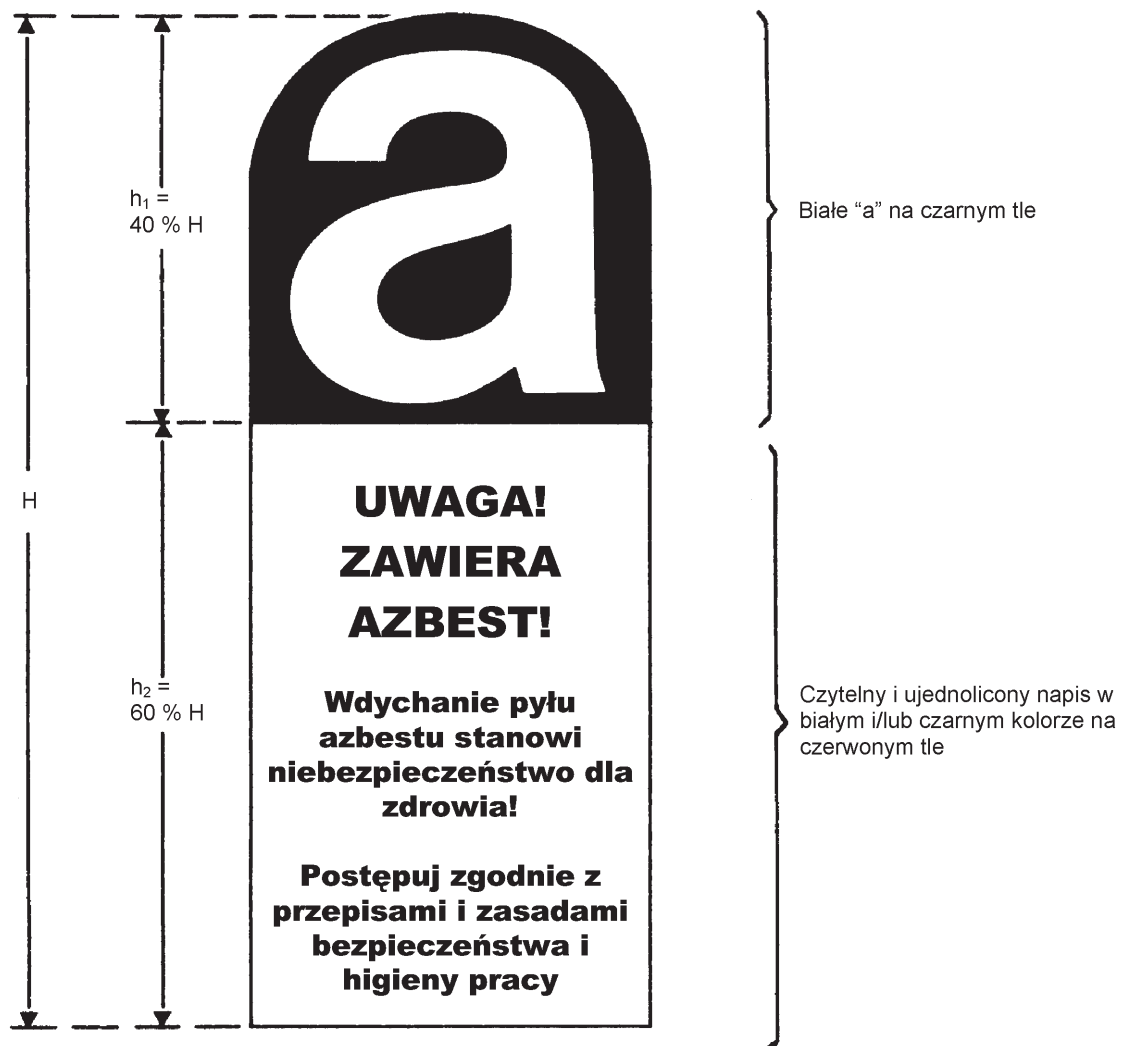 a
h₁ =
40 % H
Białe “a” na czarnym tle
H
UWAGA!
ZAWIERA
AZBEST!
h₂ =
60 % H
Wdychanie pyłu
azbestu stanowi
niebezpieczeństwo dla
zdrowia!
Postępuj zgodnie z
przepisami i zasadami
bezpieczeństwa i
higieny pracy
Czytelny i ujednolicony napis w
białym i/lub czarnym kolorze na
czerwonym tle